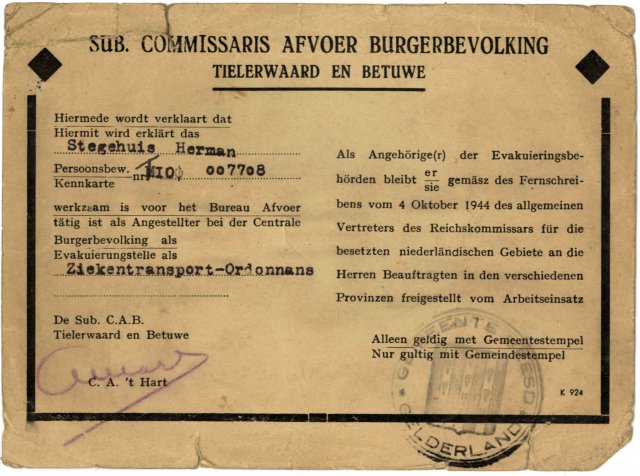 SUB. COMMISSARIS AFVOER BURGERBEVOLKING
TIELERWAARD EN BETUWE
Hiermede wordt verklaart dat
Hiermit wird erklärt das
Stegehuis Herman
Persoonsbew.
Kennkarte
nr. 007708
werkzaam is voor het Bureau Afvoer
tätig ist als Angestellter bei der Centrale
Burgerbevolking als
Evakuierungstelle als
Ziekentransport-Ordonnans
De Sub. C.A.B.
Tielerwaard en Betuwe
C. A. 't Hart
Als Angehörige(r) der Evakuieringsbe-
hörden bleibt er/sie gemäsz des Fernschrei-
bens vom 4 Oktober 1944 des allgemeinen
Vertreters des Reichskommissars für die
besetzten niederländischen Gebiete an die
Herren Beauftragten in den verschiedenen
Provinzen freigestellt vom Arbeitseinsatz
Alleen geldig met Gemeentestempel
Nur gultig mit Gemeindestempel
K 924
GEMEENTE
GELDERLAND